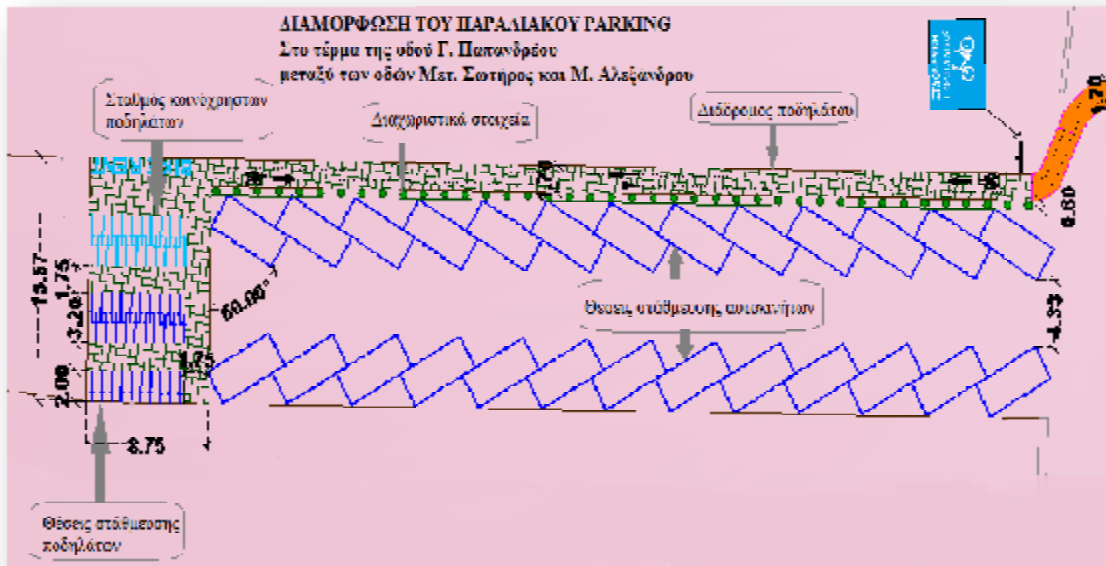 ΔΙΑΜΟΡΦΩΣΗ ΤΟΥ ΠΑΡΑΛΙΑΚΟΥ PARKING
Στο τέρμα της οδού Γ. Παπανδρέου
μεταξύ των οδών Μετ. Σωτήρος και Μ. Αλεξάνδρου
Σταθμός κοινόχρηστων
ποδηλάτων
Διαχωριστικά στοιχεία
Διάδρομος ποδηλάτου
1.70
0.60
15.57
1.75
3.20
2.00
60.00°
1.75
Θέσεις στάθμευσης αυτοκινήτων
4.33
8.75
Θέσεις στάθμευσης
ποδηλάτων